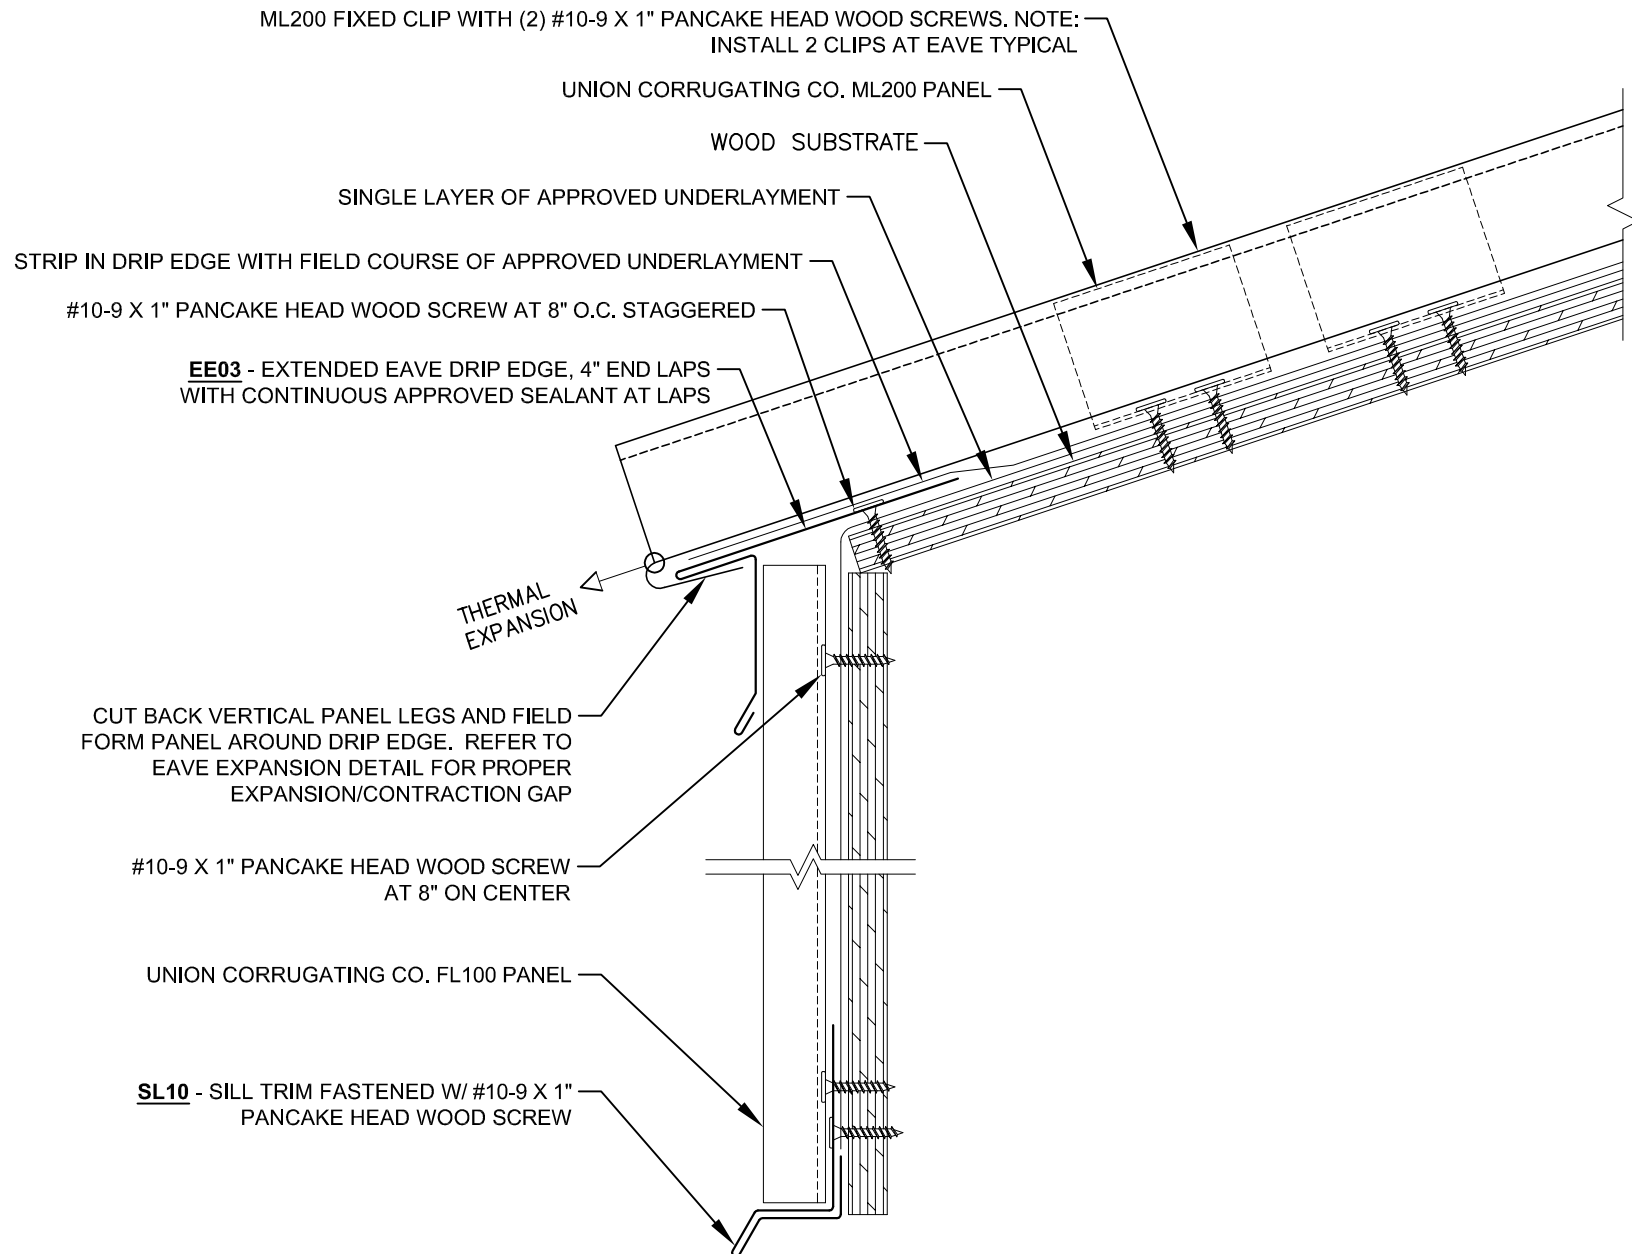 ML200 FIXED CLIP WITH (2) #10-9 X 1" PANCAKE HEAD WOOD SCREWS. NOTE:
INSTALL 2 CLIPS AT EAVE TYPICAL
UNION CORRUGATING CO. ML200 PANEL
WOOD SUBSTRATE
SINGLE LAYER OF APPROVED UNDERLAYMENT
STRIP IN DRIP EDGE WITH FIELD COURSE OF APPROVED UNDERLAYMENT
#10-9 X 1" PANCAKE HEAD WOOD SCREW AT 8" O.C. STAGGERED
EE03 - EXTENDED EAVE DRIP EDGE, 4" END LAPS
WITH CONTINUOUS APPROVED SEALANT AT LAPS
THERMAL
EXPANSION
CUT BACK VERTICAL PANEL LEGS AND FIELD
FORM PANEL AROUND DRIP EDGE. REFER TO
EAVE EXPANSION DETAIL FOR PROPER
EXPANSION/CONTRACTION GAP
#10-9 X 1" PANCAKE HEAD WOOD SCREW
AT 8" ON CENTER
UNION CORRUGATING CO. FL100 PANEL
SL10 - SILL TRIM FASTENED W/ #10-9 X 1"
PANCAKE HEAD WOOD SCREW